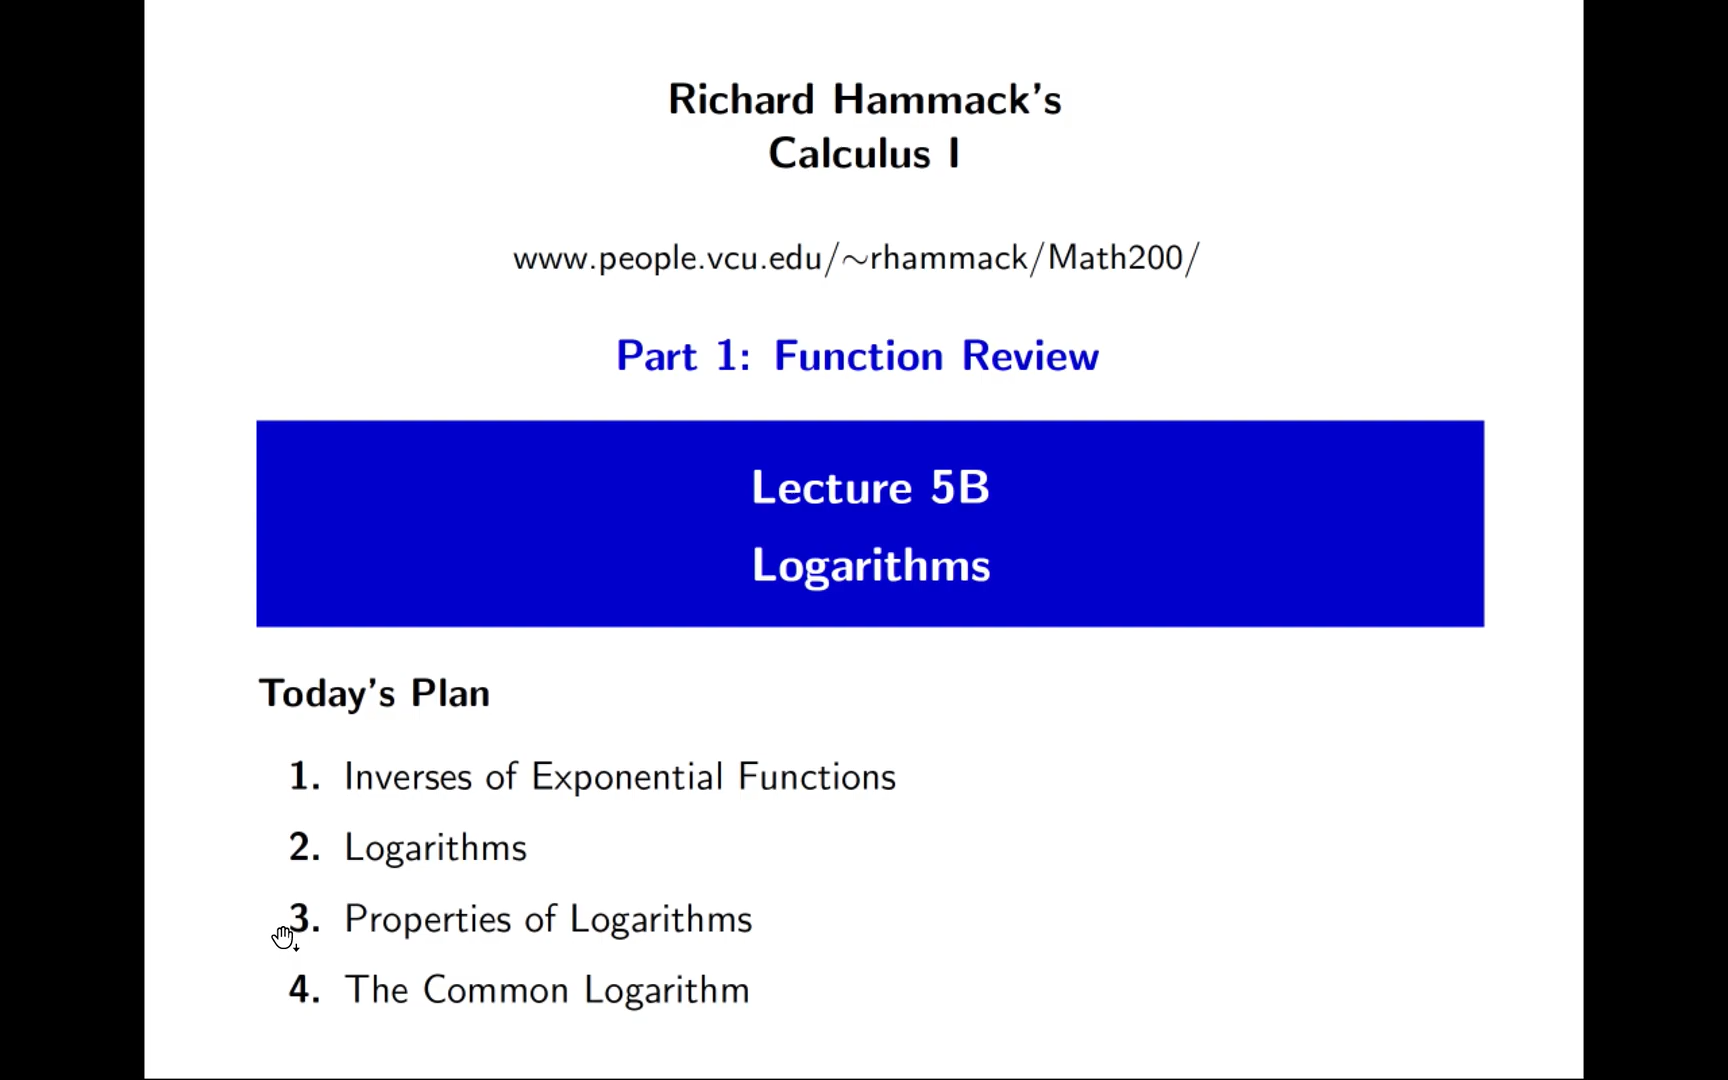 Richard Hammack's
Calculus I
www.people.vcu.edu/∼rhammack/Math200/
Part 1: Function Review
Lecture 5B
Logarithms
Today's Plan
1. Inverses of Exponential Functions
2. Logarithms
3. Properties of Logarithms
4. The Common Logarithm